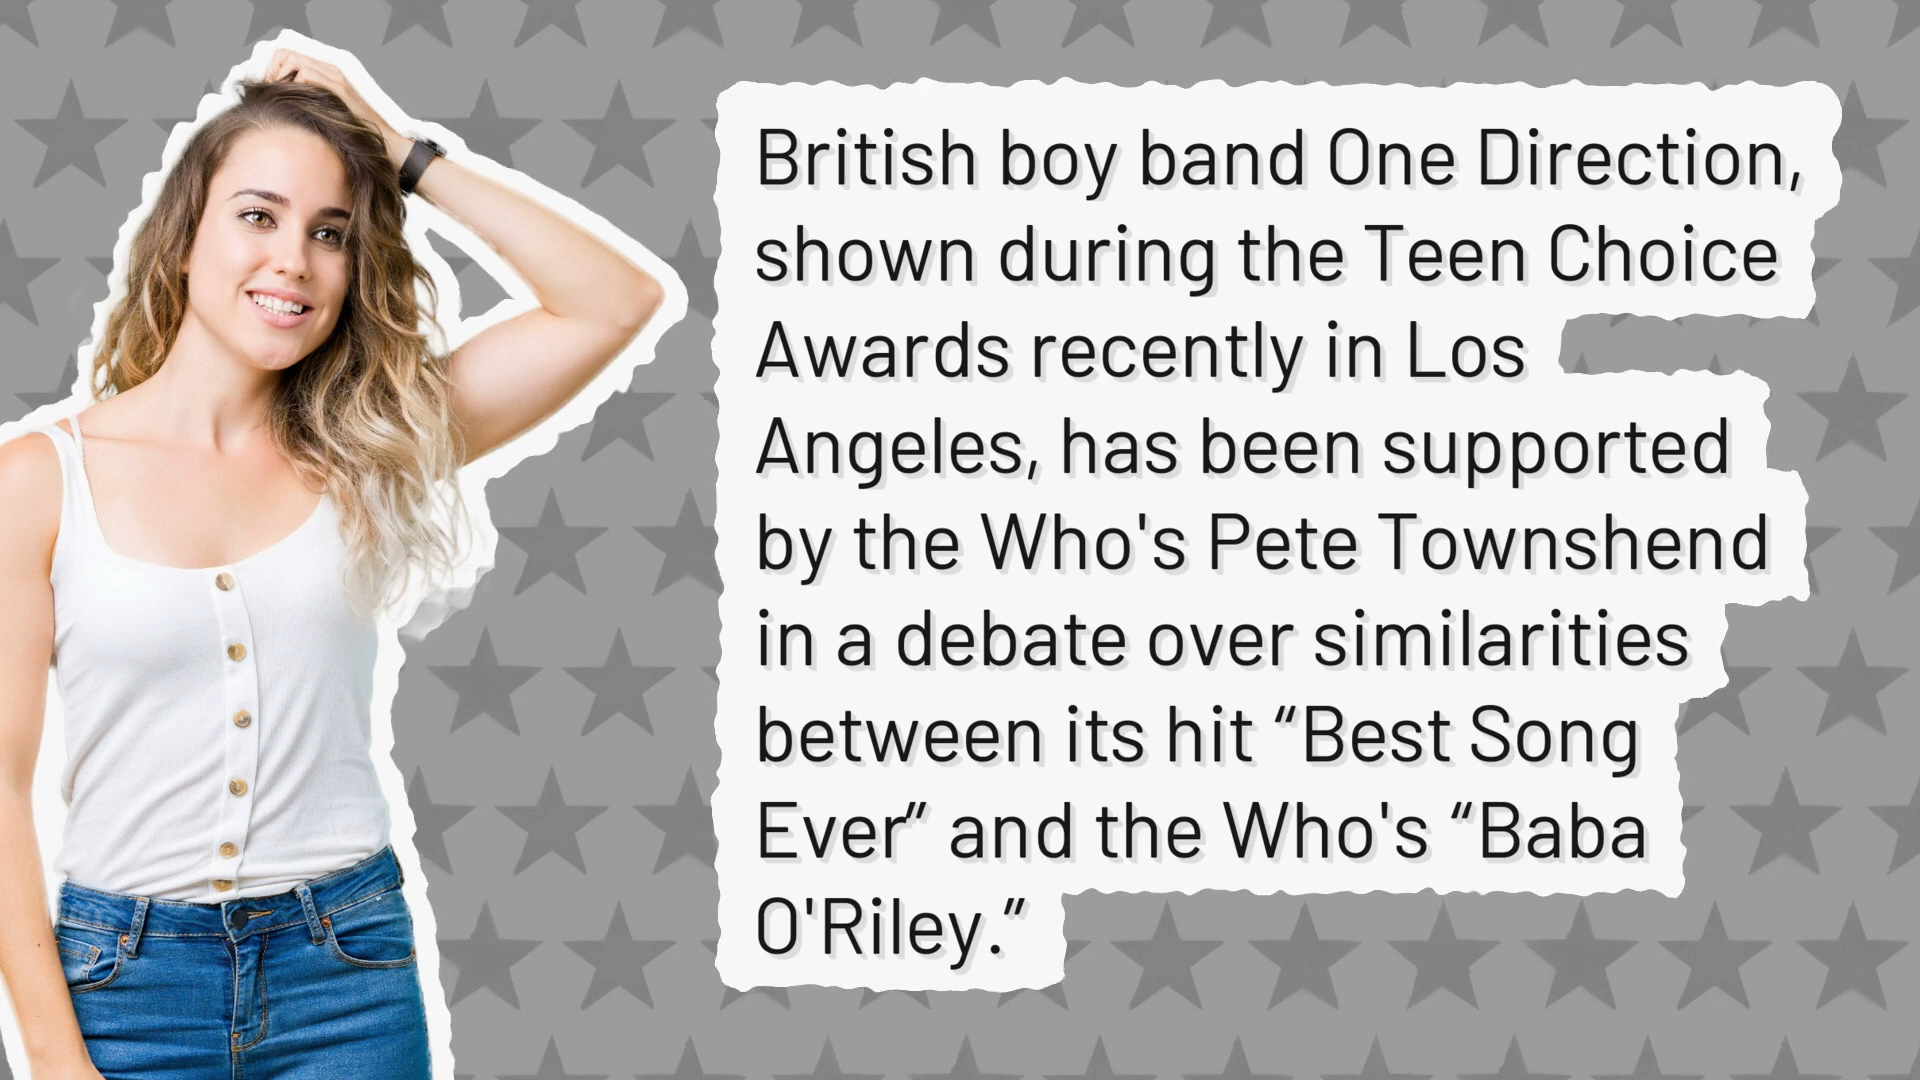 British boy band One Direction,
shown during the Teen Choice
Awards recently in Los
Angeles, has been supported
by the Who's Pete Townshend
in a debate over similarities
between its hit “Best Song
Ever” and the Who's “Baba
O'Riley.”